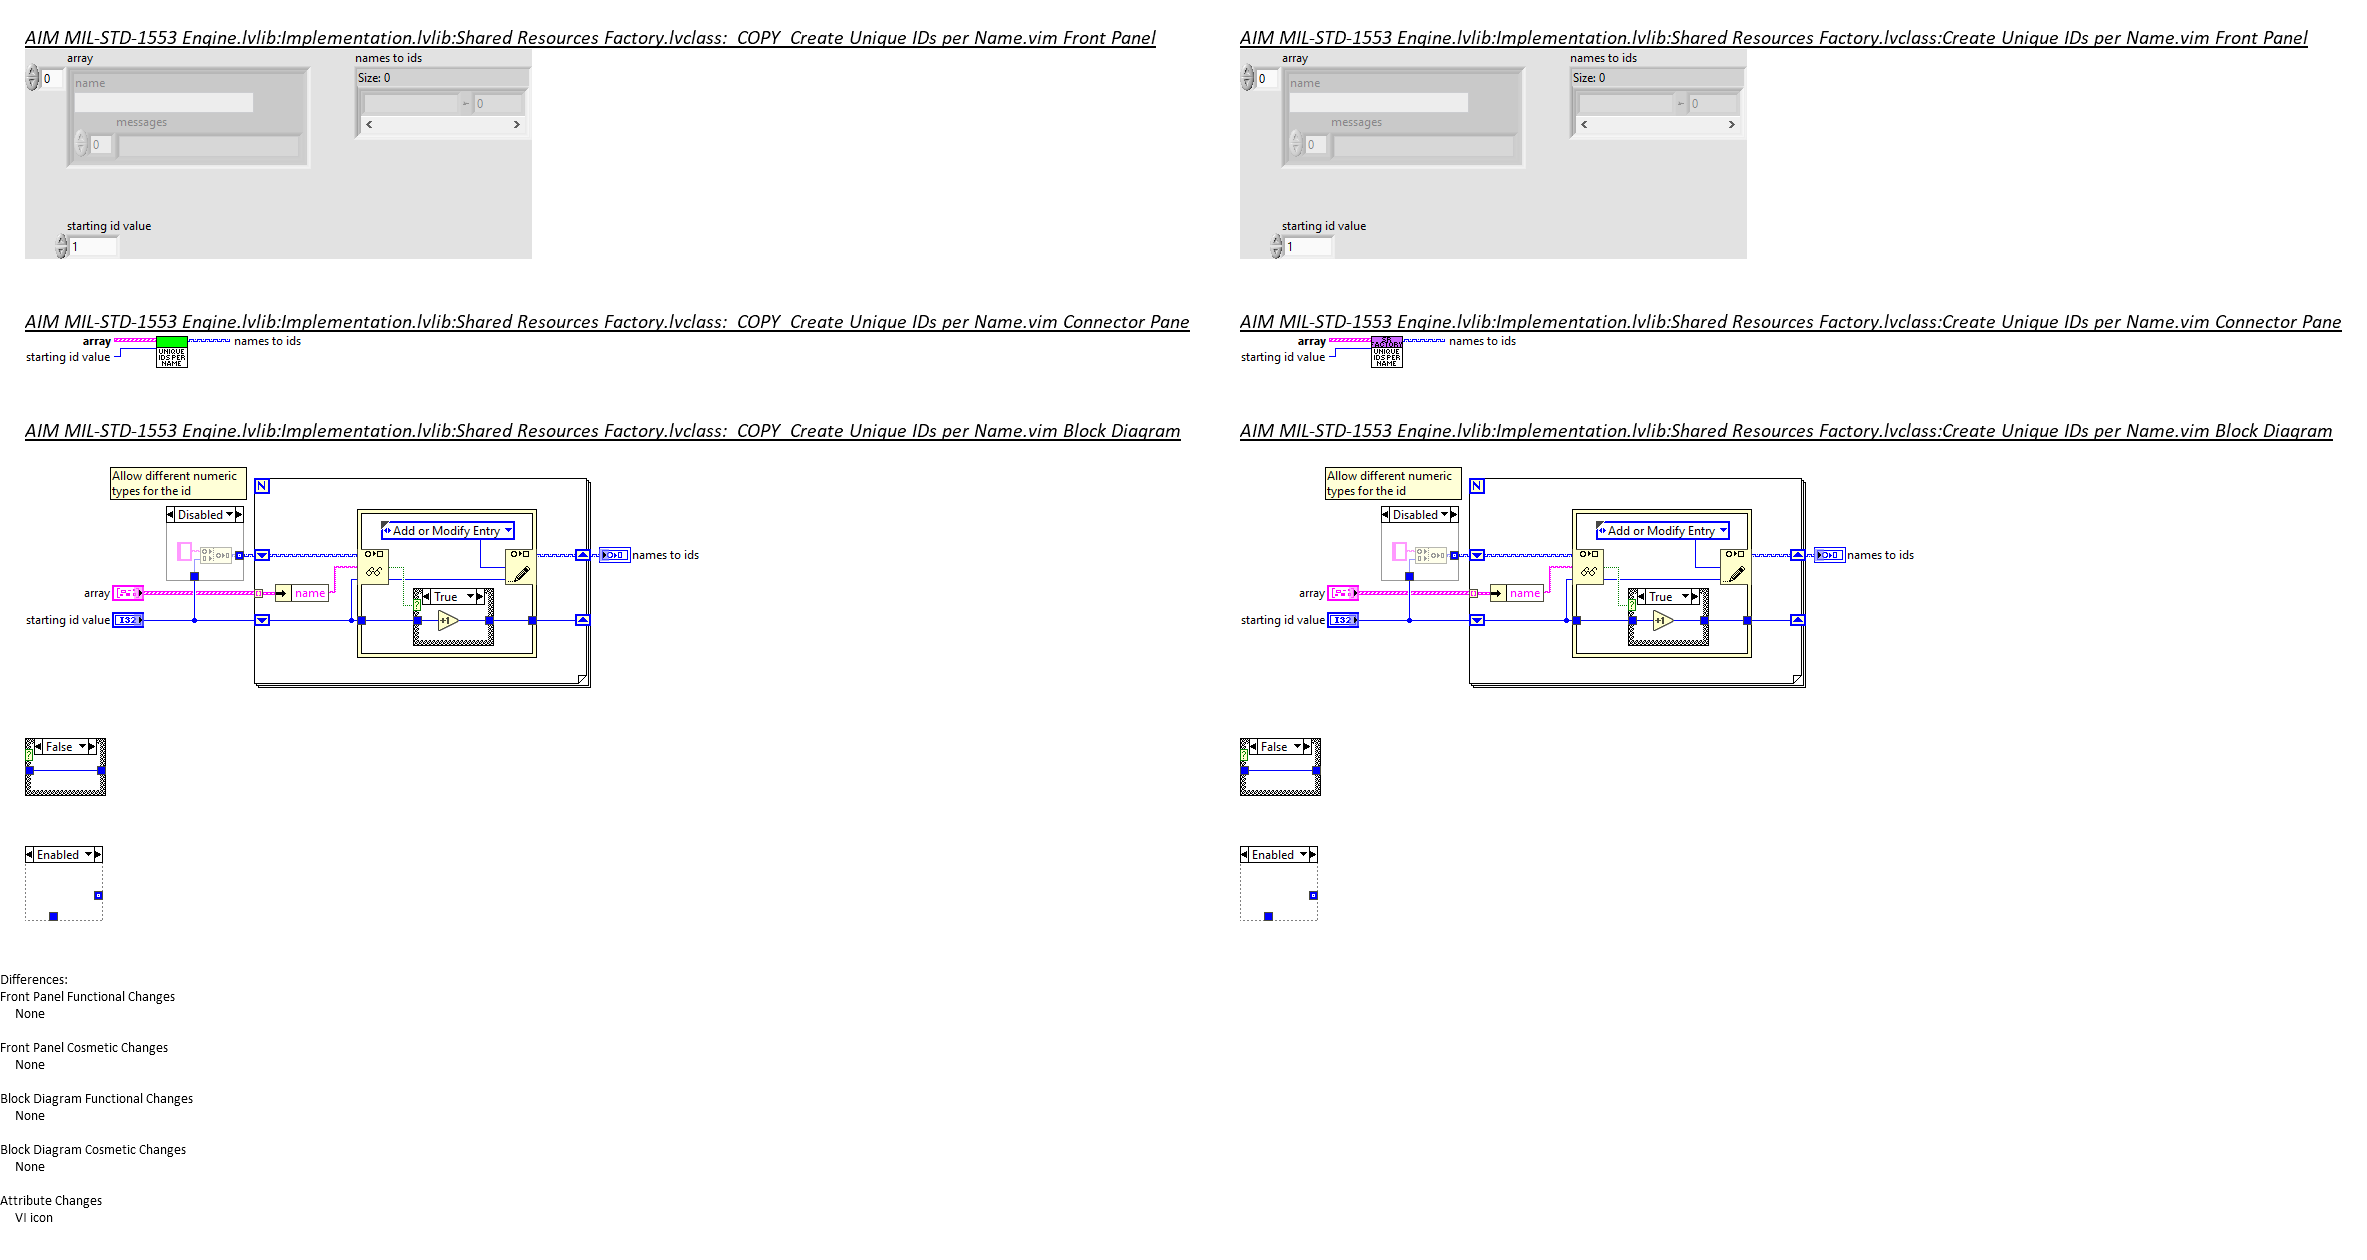 AIM MIL-STD-1553 Engine.lvlib:Implementation.lvlib:Shared Resources Factory.lvclass:  COPY  Create Unique IDs per Name.vim Front Panel
array
names to ids
0
name
messages
0
Size: 0
0
starting id value
1
AIM MIL-STD-1553 Engine.lvlib:Implementation.lvlib:Shared Resources Factory.lvclass:Create Unique IDs per Name.vim Front Panel
array
names to ids
0
name
messages
0
Size: 0
0
starting id value
1
AIM MIL-STD-1553 Engine.lvlib:Implementation.lvlib:Shared Resources Factory.lvclass:  COPY  Create Unique IDs per Name.vim Connector Pane
array
starting id value
UNIQUE
IDS PER
NAME
names to ids
AIM MIL-STD-1553 Engine.lvlib:Implementation.lvlib:Shared Resources Factory.lvclass:Create Unique IDs per Name.vim Connector Pane
array
starting id value
SR
FACTORY
UNIQUE
IDS PER
NAME
names to ids
AIM MIL-STD-1553 Engine.lvlib:Implementation.lvlib:Shared Resources Factory.lvclass:  COPY  Create Unique IDs per Name.vim Block Diagram
Allow different numeric
types for the id
N
Disabled
Add or Modify Entry
names to ids
array
name
True
?
starting id value
I32
+1
False
?
Enabled
AIM MIL-STD-1553 Engine.lvlib:Implementation.lvlib:Shared Resources Factory.lvclass:Create Unique IDs per Name.vim Block Diagram
Allow different numeric
types for the id
N
Disabled
Add or Modify Entry
names to ids
array
name
True
?
starting id value
I32
+1
False
?
Enabled
Differences:
Front Panel Functional Changes
None
Front Panel Cosmetic Changes
None
Block Diagram Functional Changes
None
Block Diagram Cosmetic Changes
None
Attribute Changes
VI icon